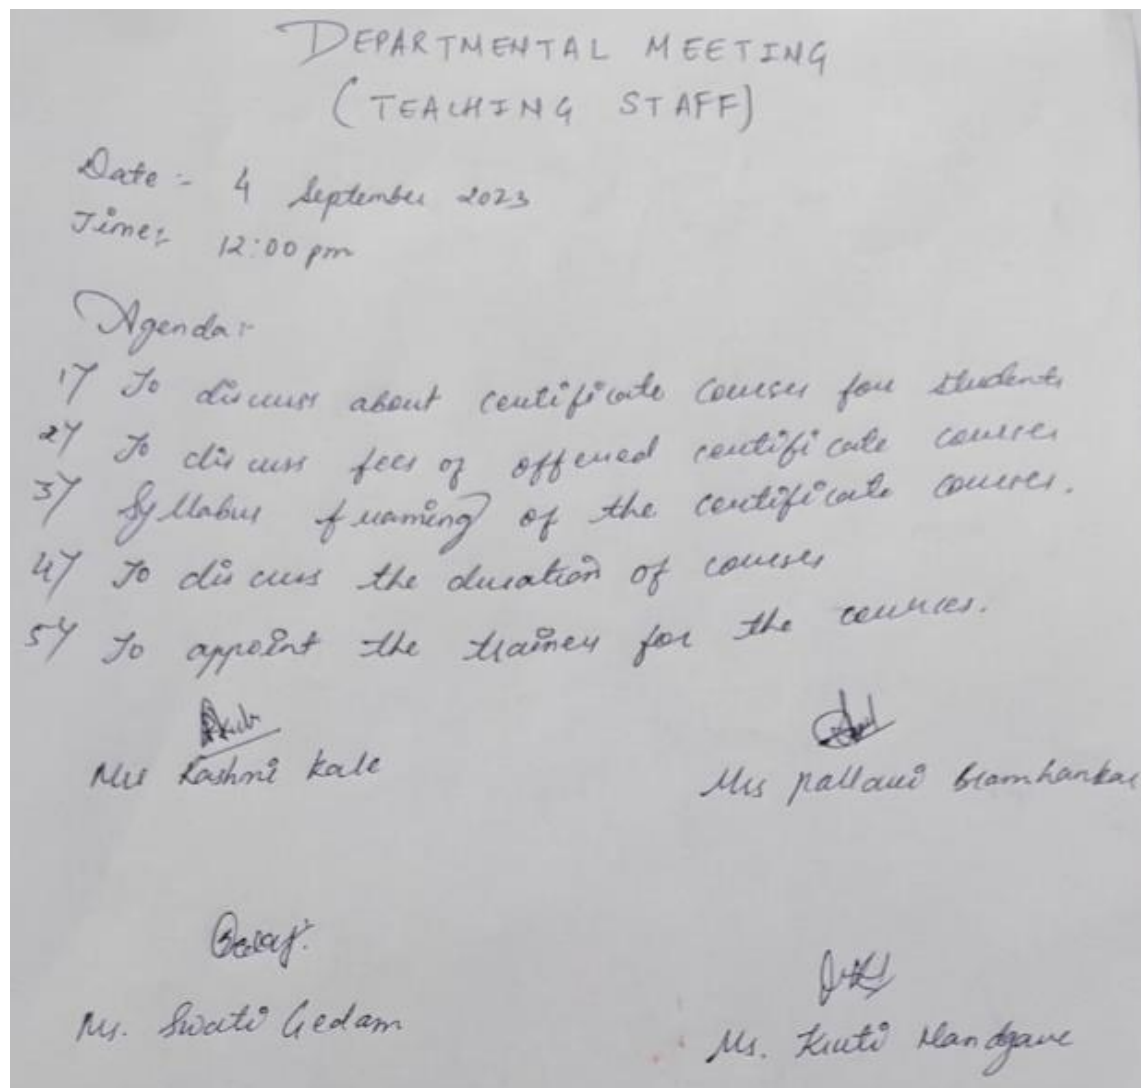 DEPARTMENTAL MEETING
(TEACHING STAFF)
Date :- 4 September 2023
Time:- 12:00 pm
Agenda:-
1) To discuss about certificate courses for students
2) To discuss fees of offered certificate courses
3) Syllabus framing of the certificate courses.
4) To discuss the duration of courses
5) To appoint the trainer for the courses.
Mrs Rashmi Kale
Mrs Pallavi Bramhankar
Ms. Swati Gedam
Ms. Kruti Nandgave